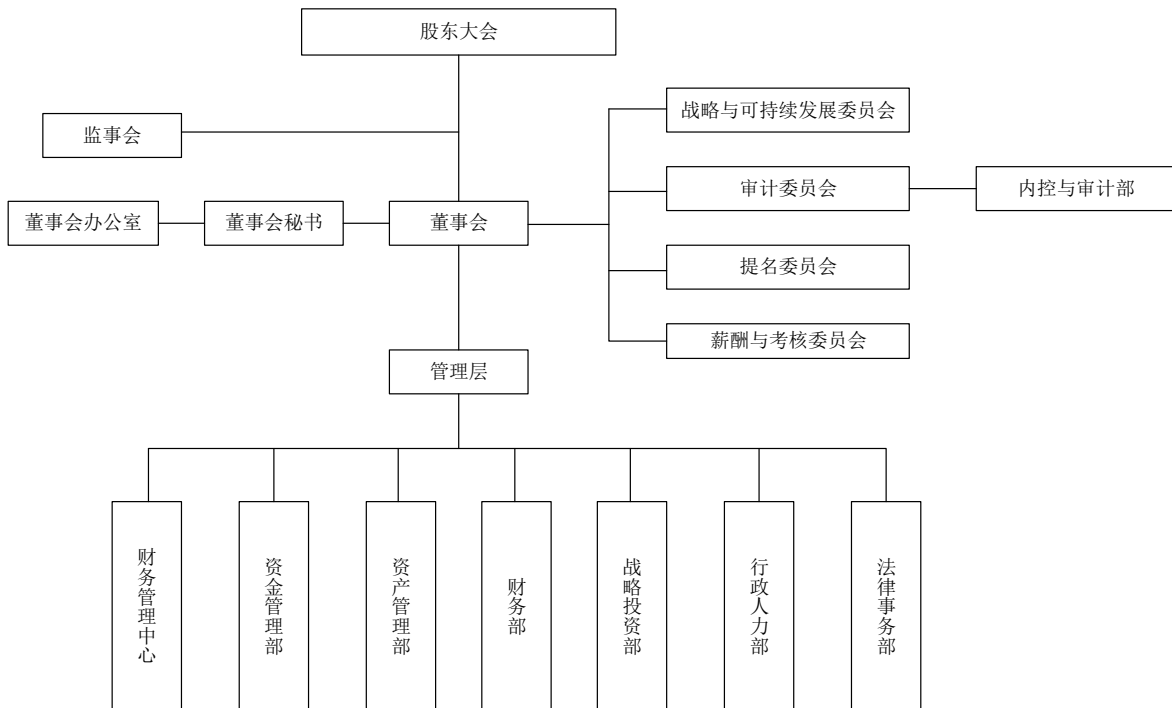 股东大会
战略与可持续发展委员会
监事会
审计委员会
内控与审计部
董事会办公室
董事会秘书
董事会
提名委员会
薪酬与考核委员会
管理层
财务管理中心
资金管理部
资产管理部
财务部
战略投资部
行政人力部
法律事务部